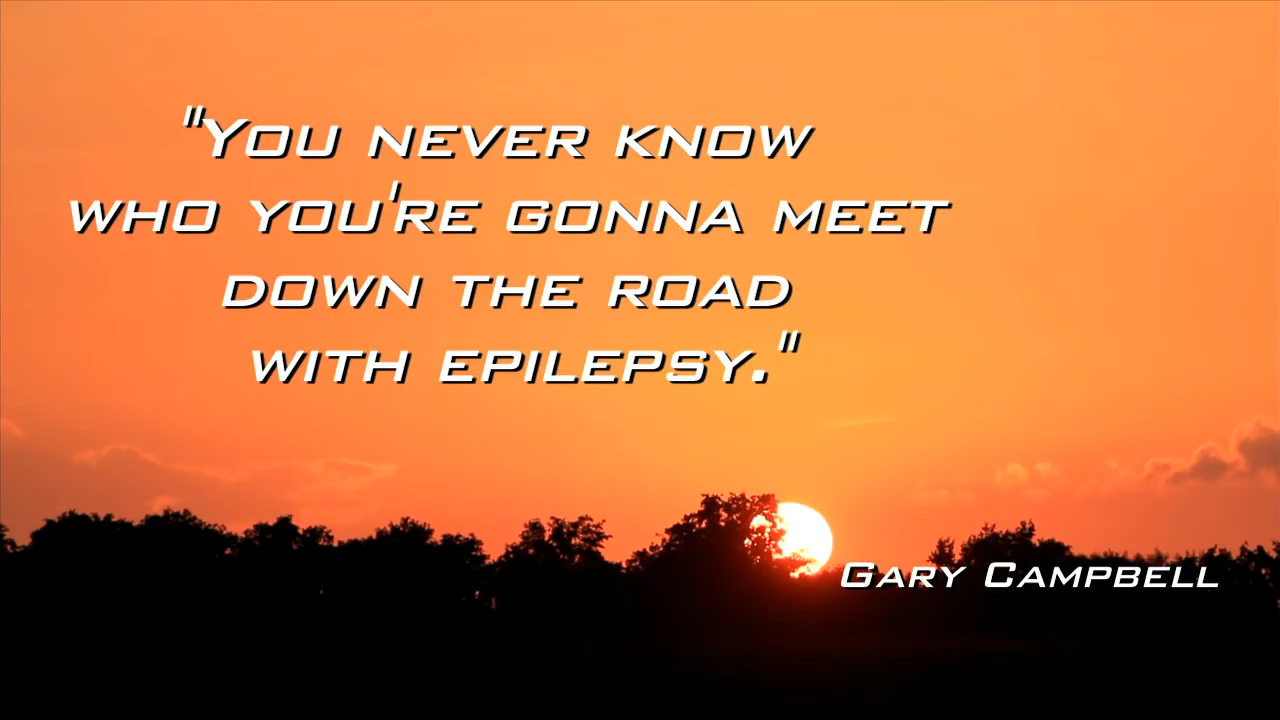 "You never know
who you're gonna meet
down the road
with epilepsy."
Gary Campbell